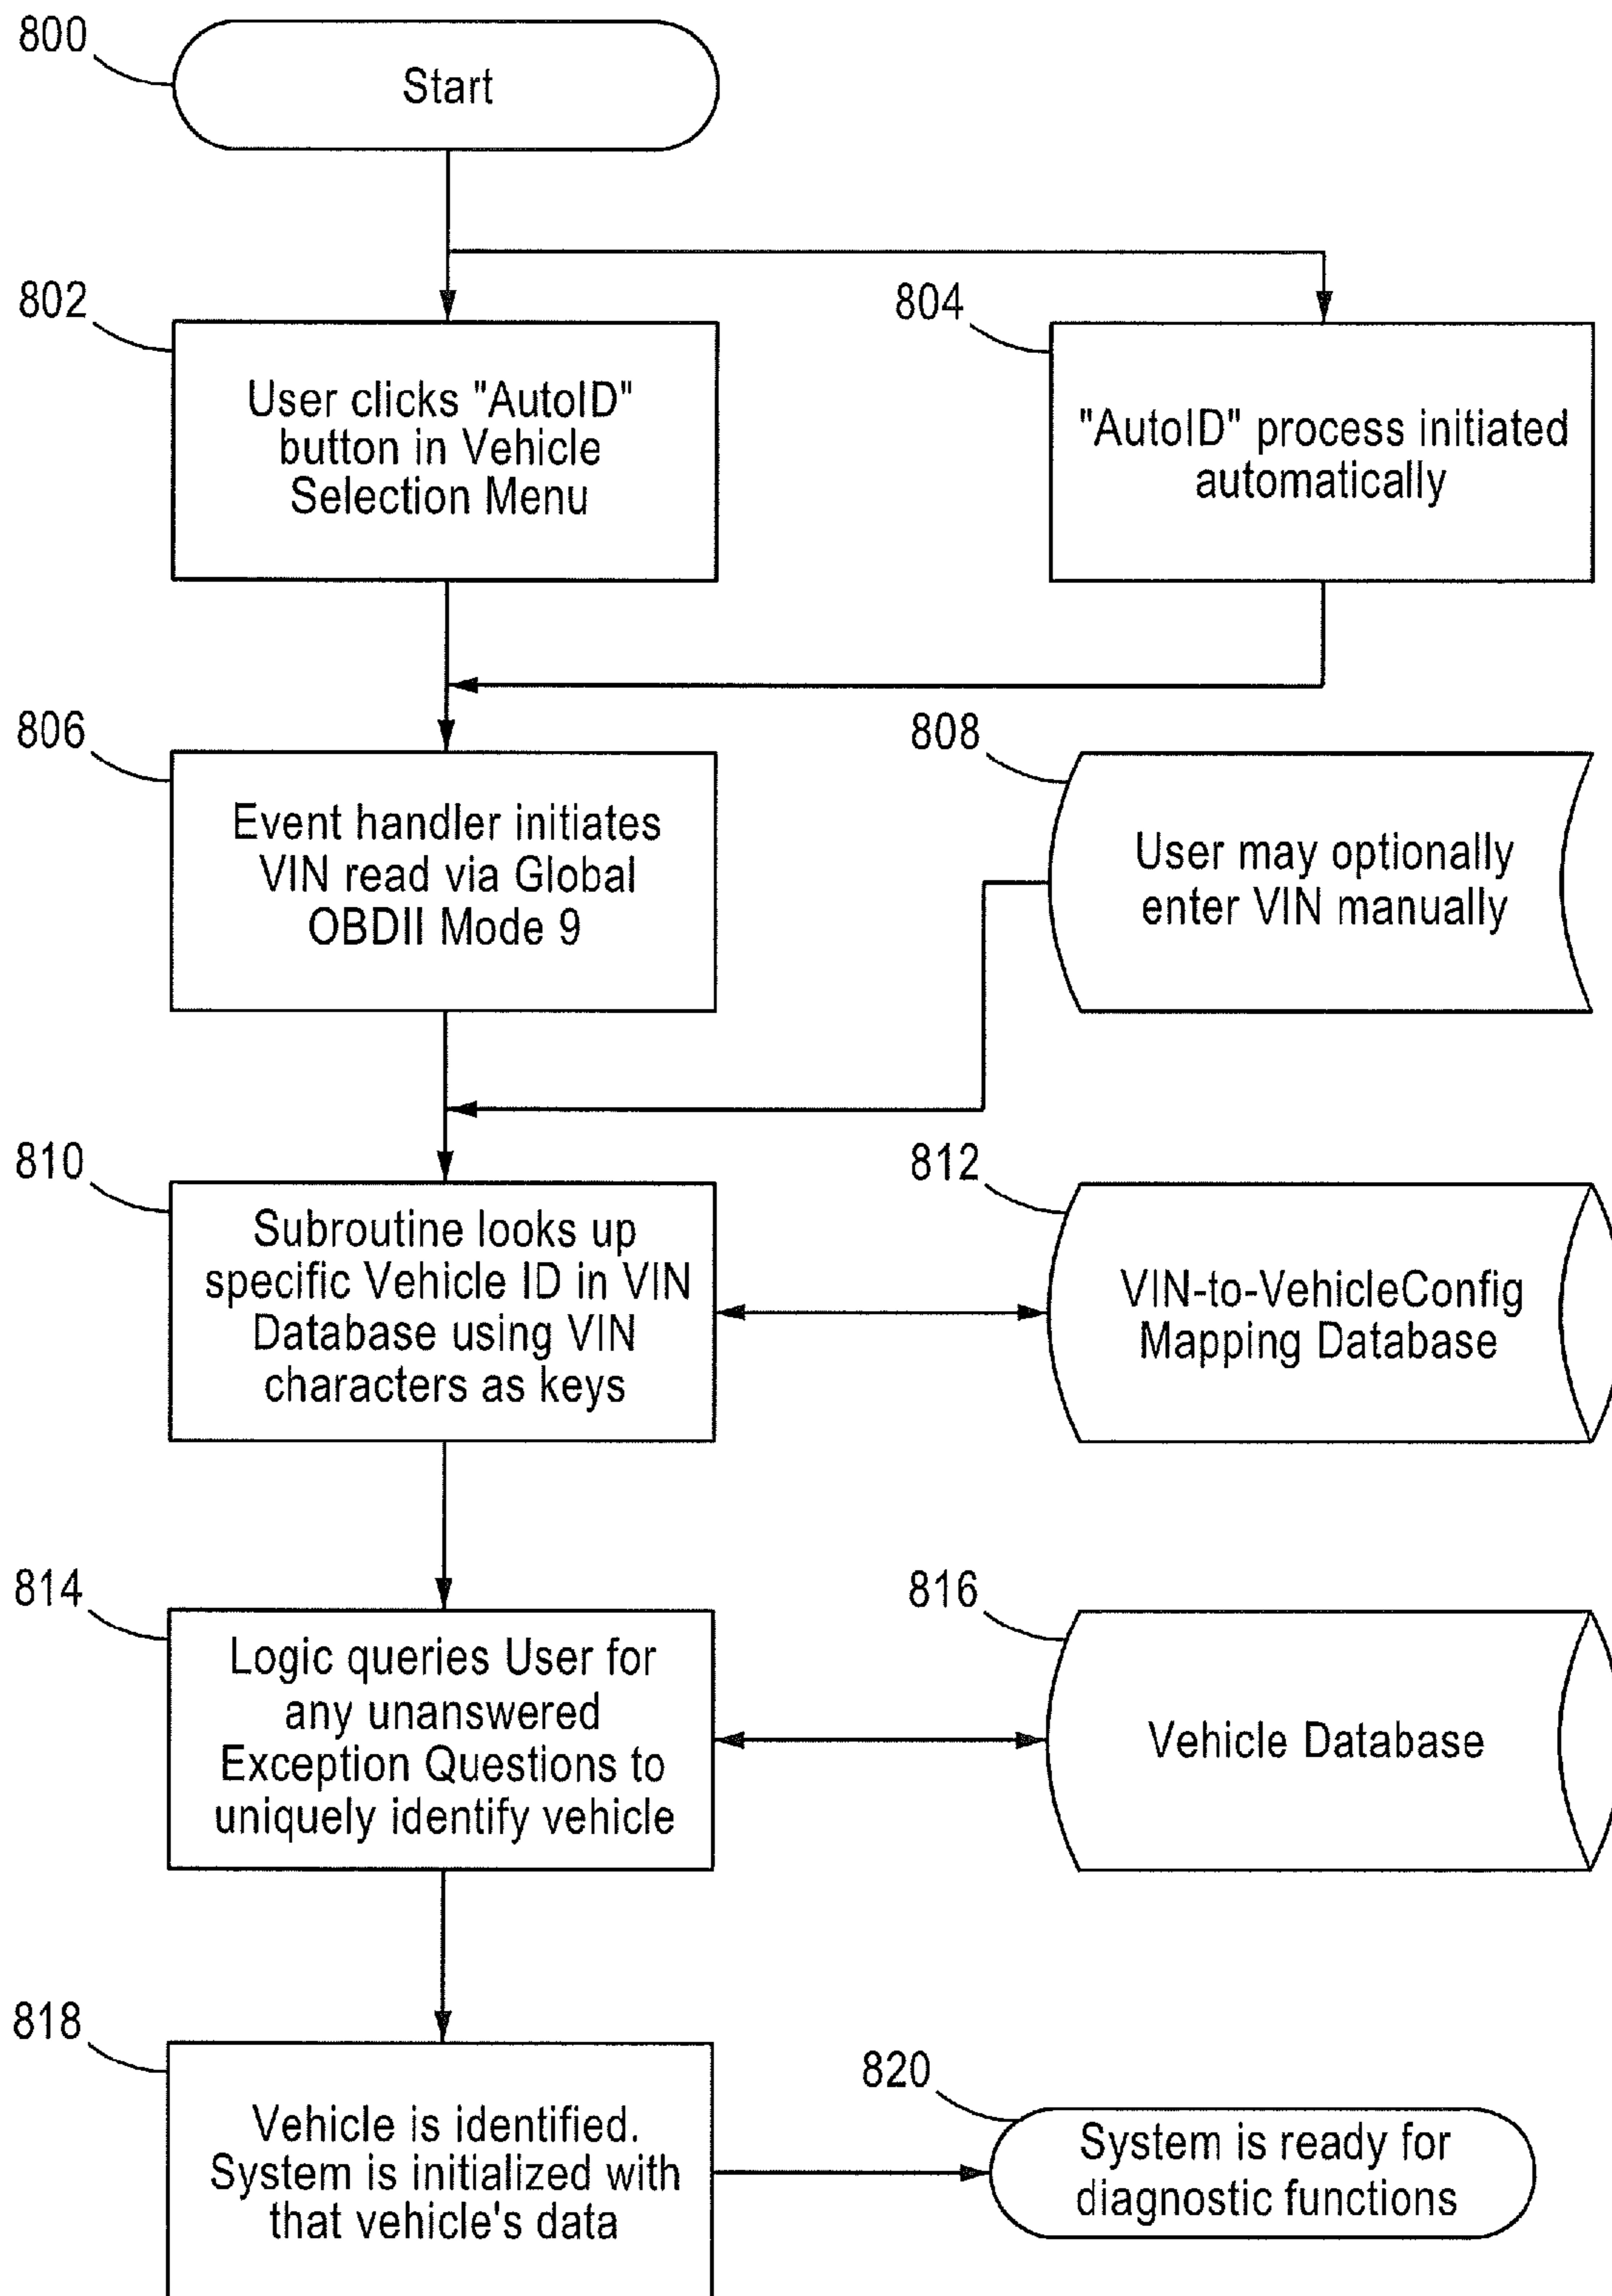 800
Start
802
User clicks "AutoID"
button in Vehicle
Selection Menu
804
"AutoID" process initiated
automatically
806
Event handler initiates
VIN read via Global
OBDII Mode 9
808
User may optionally
enter VIN manually
810
Subroutine looks up
specific Vehicle ID in VIN
Database using VIN
characters as keys
812
VIN-to-VehicleConfig
Mapping Database
814
Logic queries User for
any unanswered
Exception Questions to
uniquely identify vehicle
816
Vehicle Database
818
Vehicle is identified.
System is initialized with
that vehicle's data
820
System is ready for
diagnostic functions